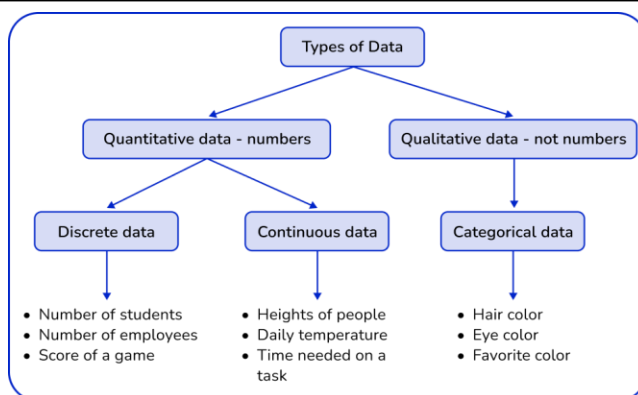 Types of Data
Quantitative data - numbers
Qualitative data - not numbers
Discrete data
Continuous data
Categorical data
• Number of students
• Number of employees
• Score of a game
• Heights of people
• Daily temperature
• Time needed on a
task
• Hair color
• Eye color
• Favorite color